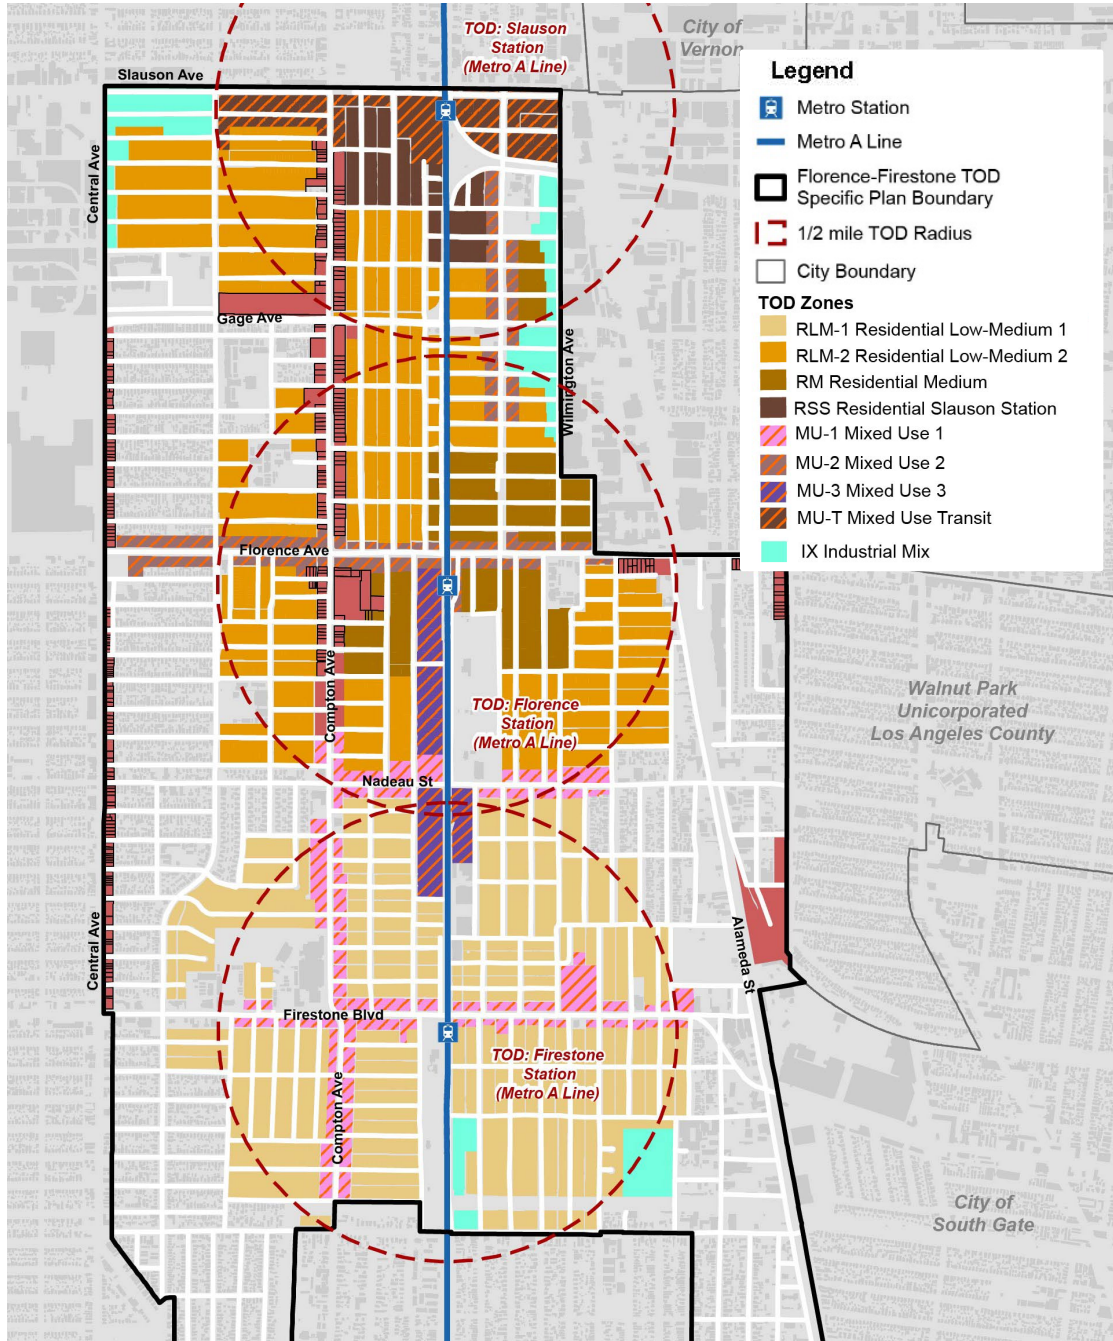 TOD: Slauson
Station
(Metro A Line)
City of
Vernon
Slauson Ave
Legend
Metro Station
Metro A Line
Florence-Firestone TOD
Specific Plan Boundary
1/2 mile TOD Radius
City Boundary
TOD Zones
RLM-1 Residential Low-Medium 1
RLM-2 Residential Low-Medium 2
RM Residential Medium
RSS Residential Slauson Station
MU-1 Mixed Use 1
MU-2 Mixed Use 2
MU-3 Mixed Use 3
MU-T Mixed Use Transit
IX Industrial Mix
Central Ave
Gage Ave
Wilmington Ave
Florence Ave
Compton Ave
TOD: Florence
Station
(Metro A Line)
Walnut Park
Unicorporated
Los Angeles County
Nadeau St
Central Ave
Alameda St
Firestone Blvd
TOD: Firestone
Station
(Metro A Line)
Compton Ave
City of
South Gate